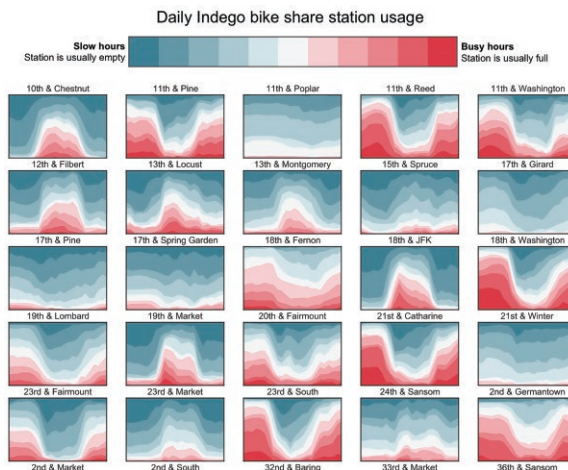 Daily Indego bike share station usage
Slow hours
Station is usually empty
Busy hours
Station is usually full
10th & Chestnut
11th & Pine
11th & Poplar
11th & Reed
11th & Washington
12th & Filbert
13th & Locust
13th & Montgomery
15th & Spruce
17th & Girard
17th & Pine
17th & Spring Garden
18th & Fernon
18th & JFK
18th & Washington
19th & Lombard
19th & Market
20th & Fairmount
21st & Catharine
21st & Winter
23rd & Fairmount
23rd & Market
23rd & South
24th & Sansom
2nd & Germantown
2nd & Market
2nd & South
32nd & Baring
33rd & Market
36th & Sansom